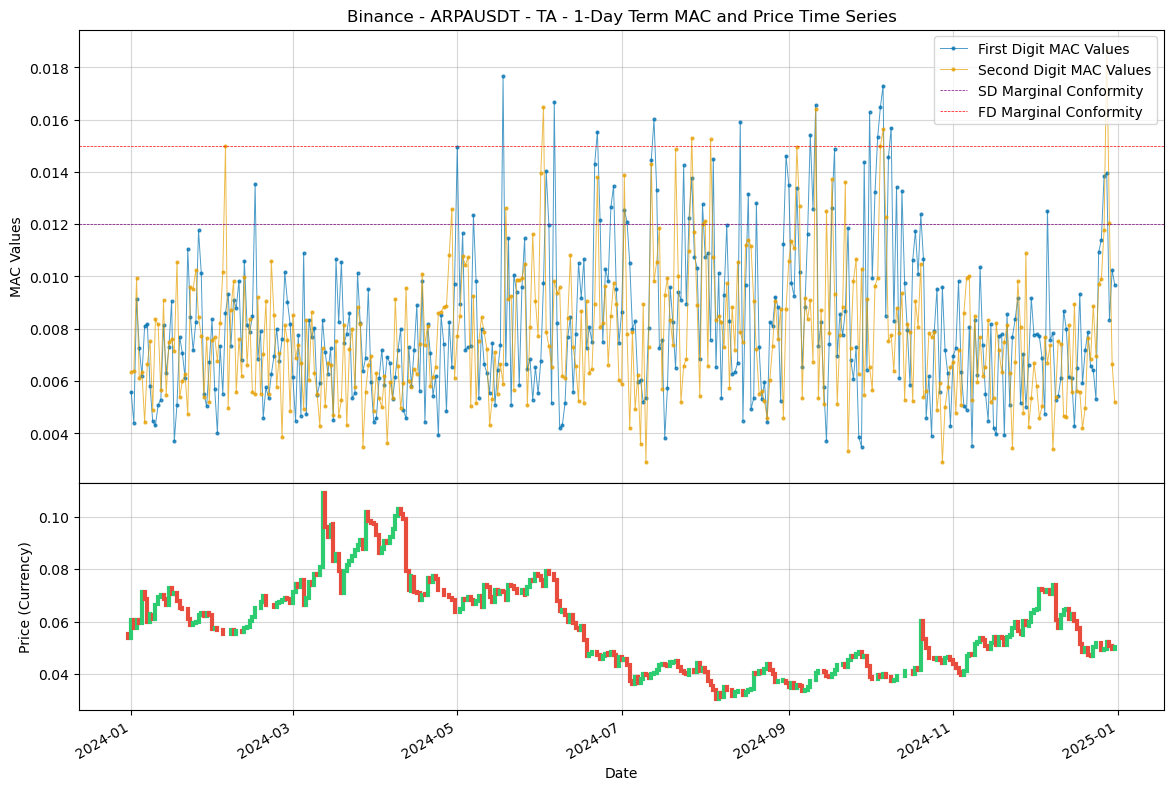 Binance - ARPAUSDT - TA - 1-Day Term MAC and Price Time Series
First Digit MAC Values
Second Digit MAC Values
SD Marginal Conformity
FD Marginal Conformity
MAC Values
0.018
0.016
0.014
0.012
0.010
0.008
0.006
0.004
Price (Currency)
0.10
0.08
0.06
0.04
2024-01
2024-03
2024-05
2024-07
2024-09
2024-11
2025-01
Date